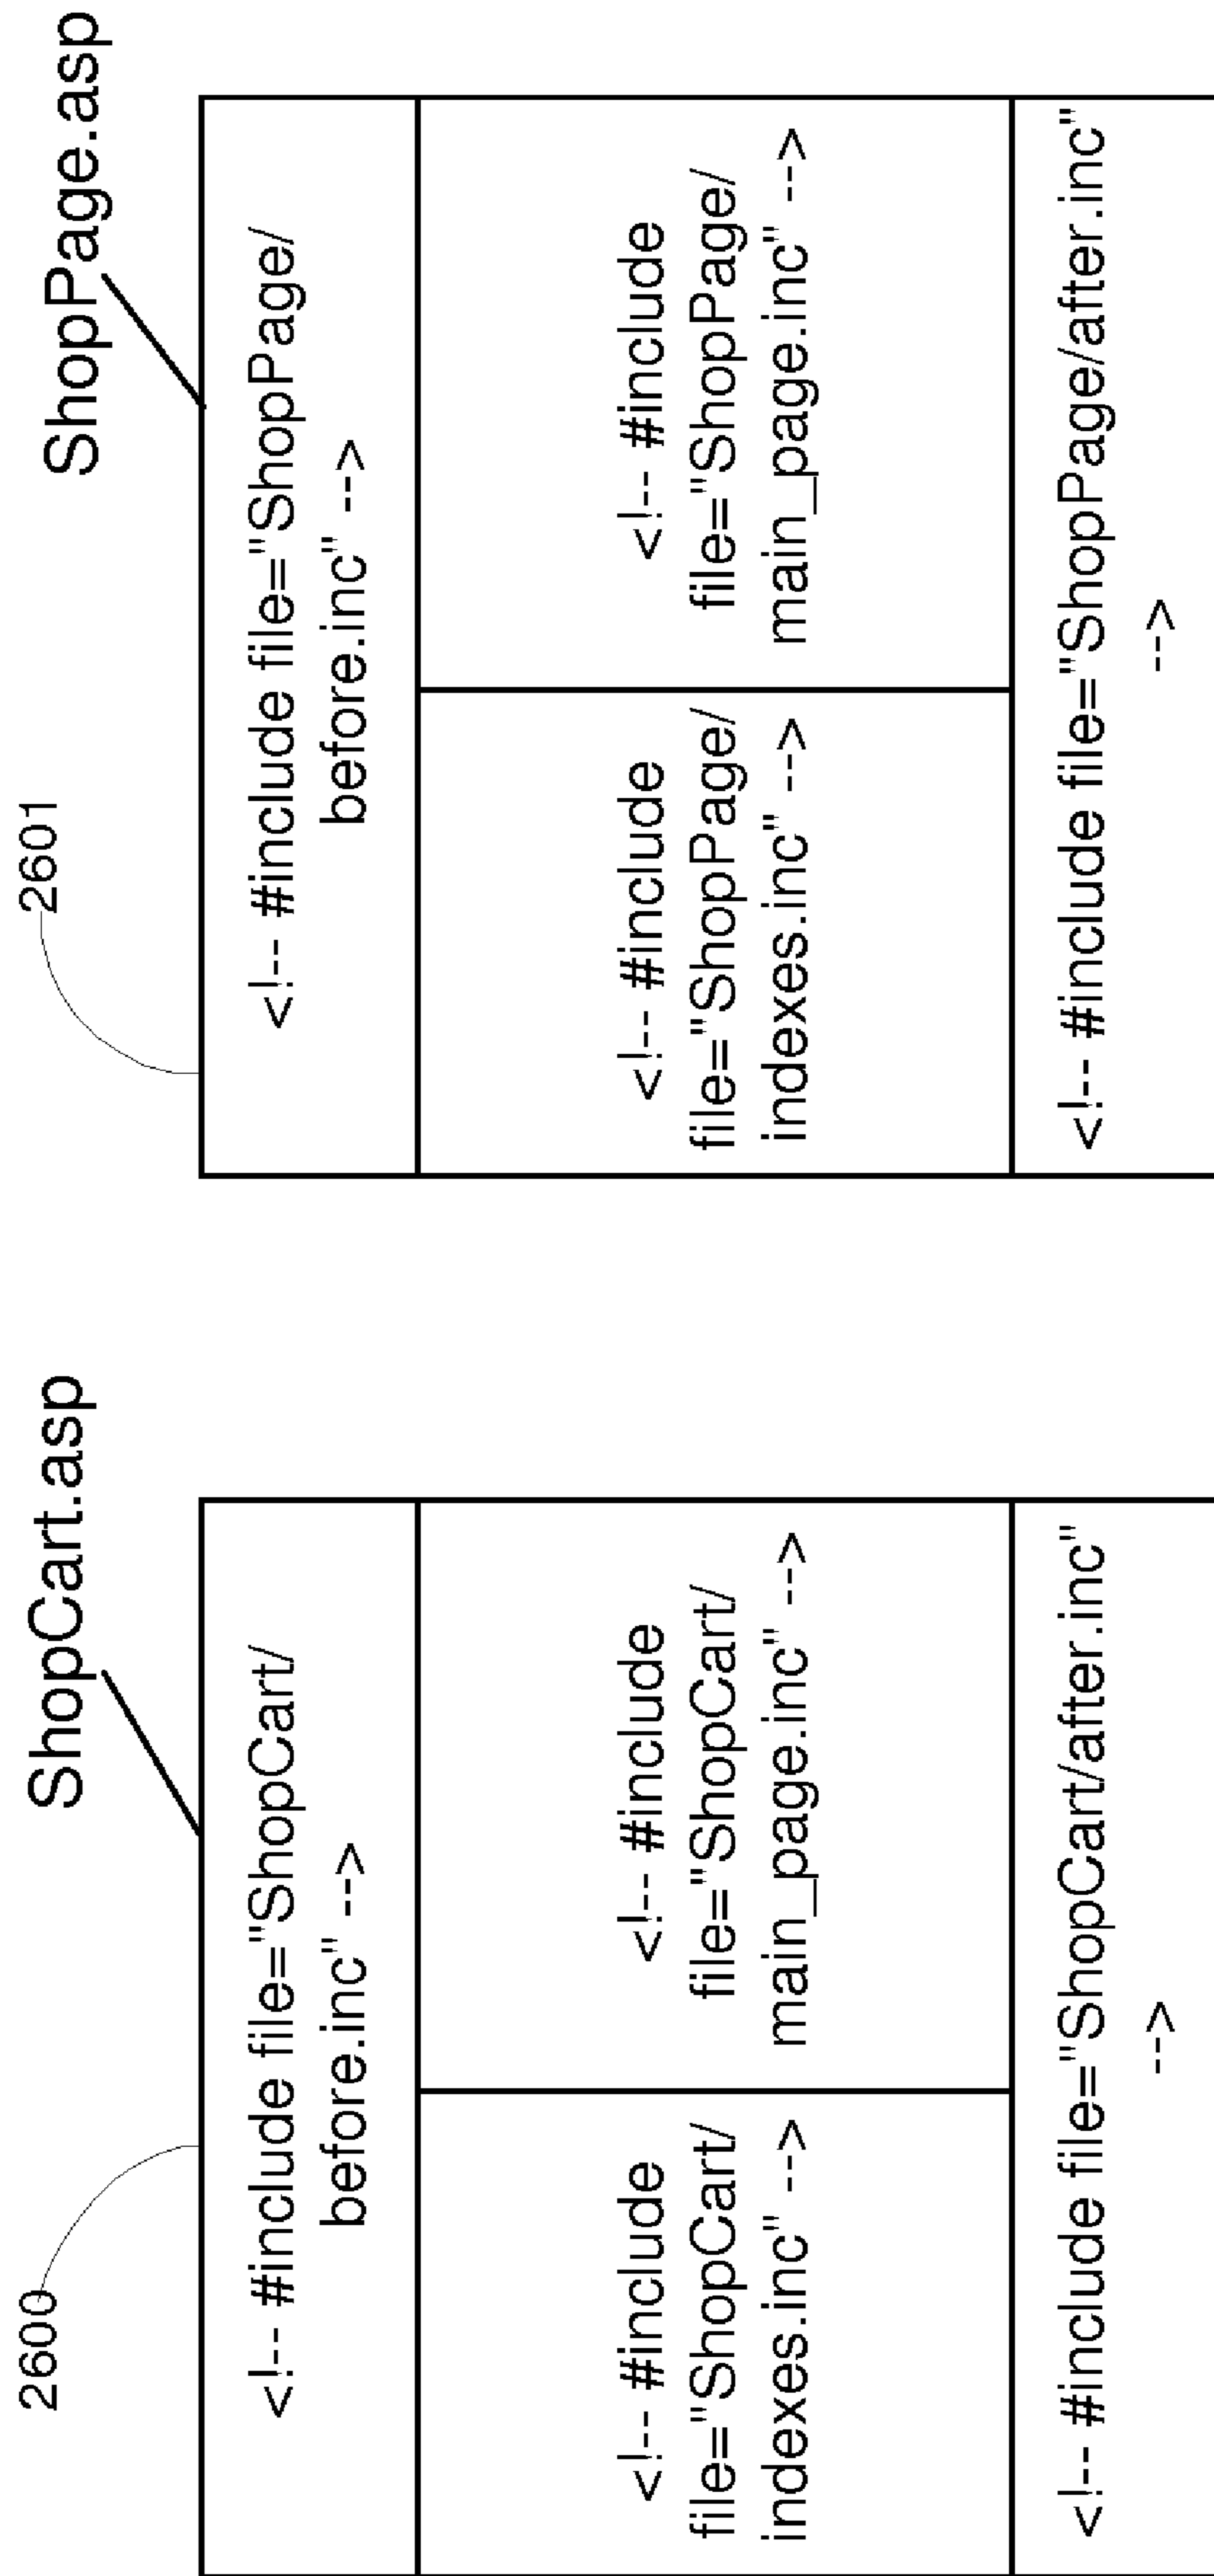 2600
ShopCart.asp
<!-- #include file="ShopCart/
before.inc" -->
<!-- #include
file="ShopCart/
indexes.inc" -->
<!-- #include
file="ShopCart/
main_page.inc" -->
<!-- #include file="ShopCart/after.inc"
-->
2601
ShopPage.asp
<!-- #include file="ShopPage/
before.inc" -->
<!-- #include
file="ShopPage/
indexes.inc" -->
<!-- #include
file="ShopPage/
main_page.inc" -->
<!-- #include file="ShopPage/after.inc"
-->